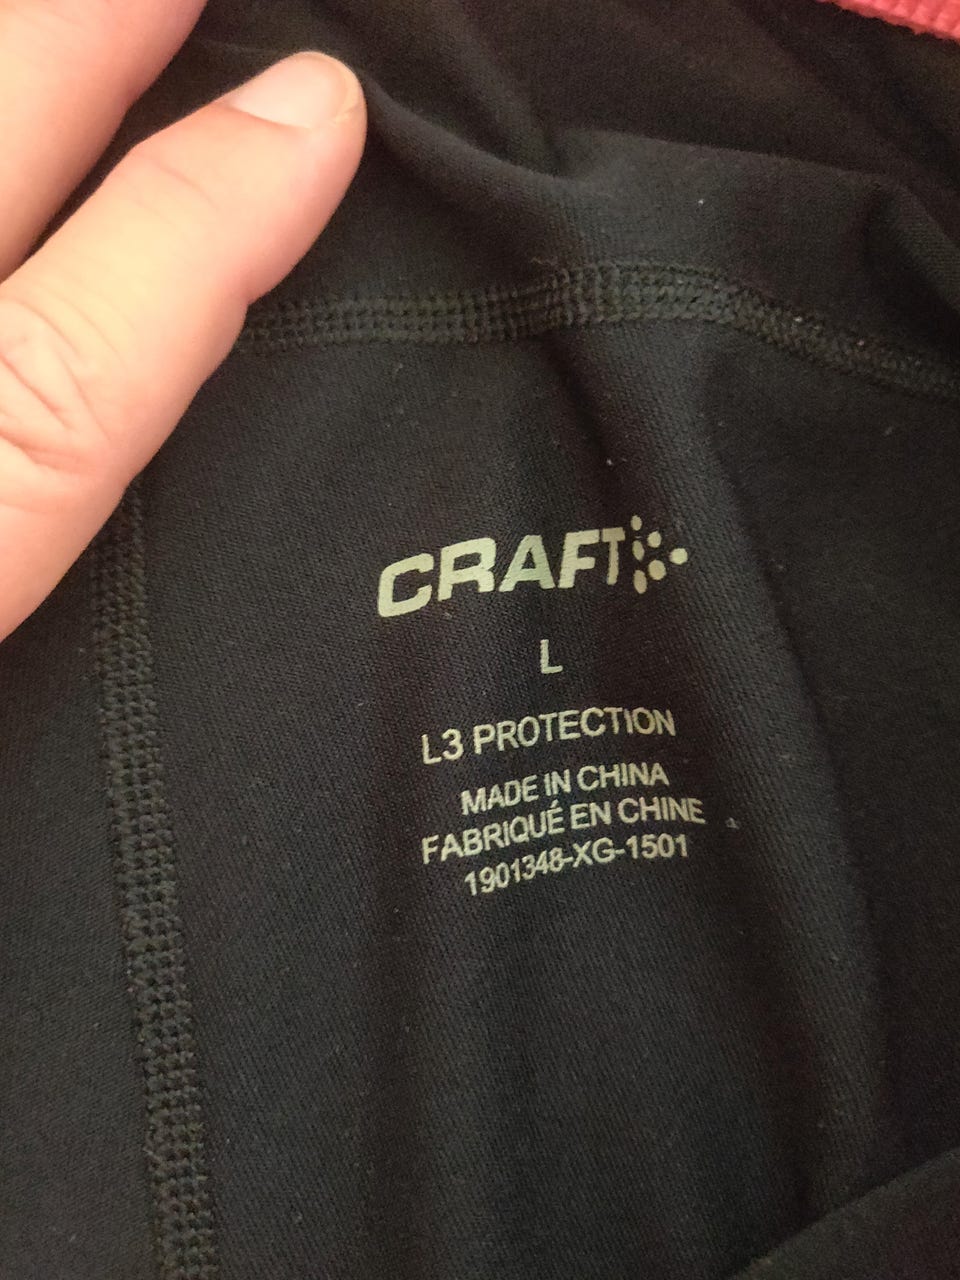 CRAFT
L
L3 PROTECTION
MADE IN CHINA
FABRIQUÉ EN CHINE
1901348-XG-1501